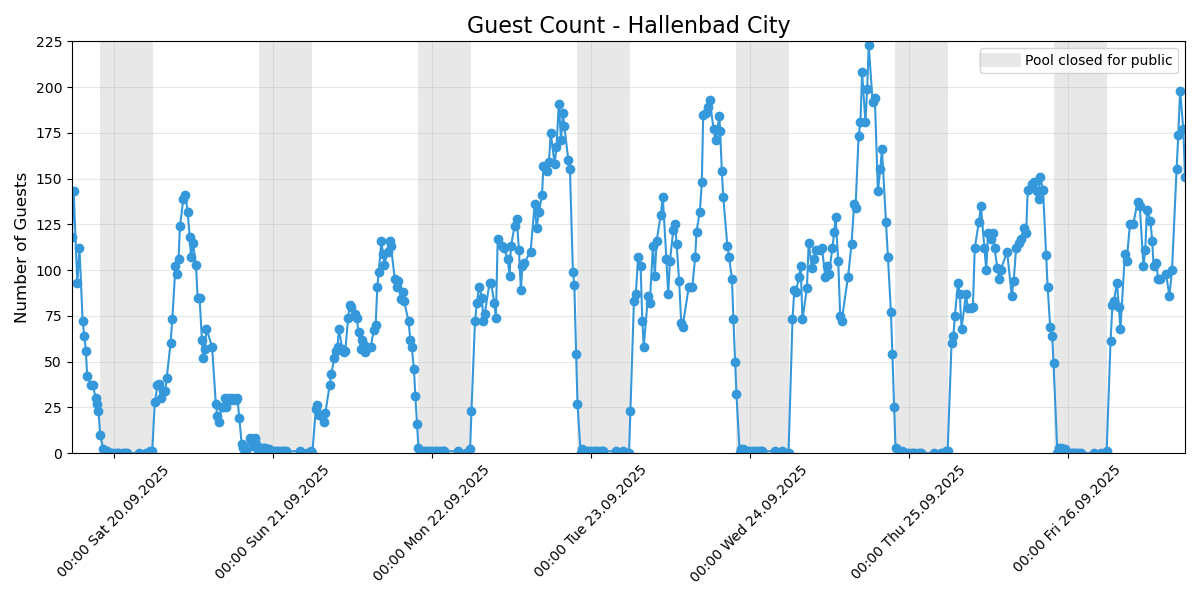 Guest Count - Hallenbad City
Number of Guests
225
200
175
150
125
100
75
50
25
0
Pool closed for public
00:00 Sat 20.09.2025
00:00 Sun 21.09.2025
00:00 Mon 22.09.2025
00:00 Tue 23.09.2025
00:00 Wed 24.09.2025
00:00 Thu 25.09.2025
00:00 Fri 26.09.2025